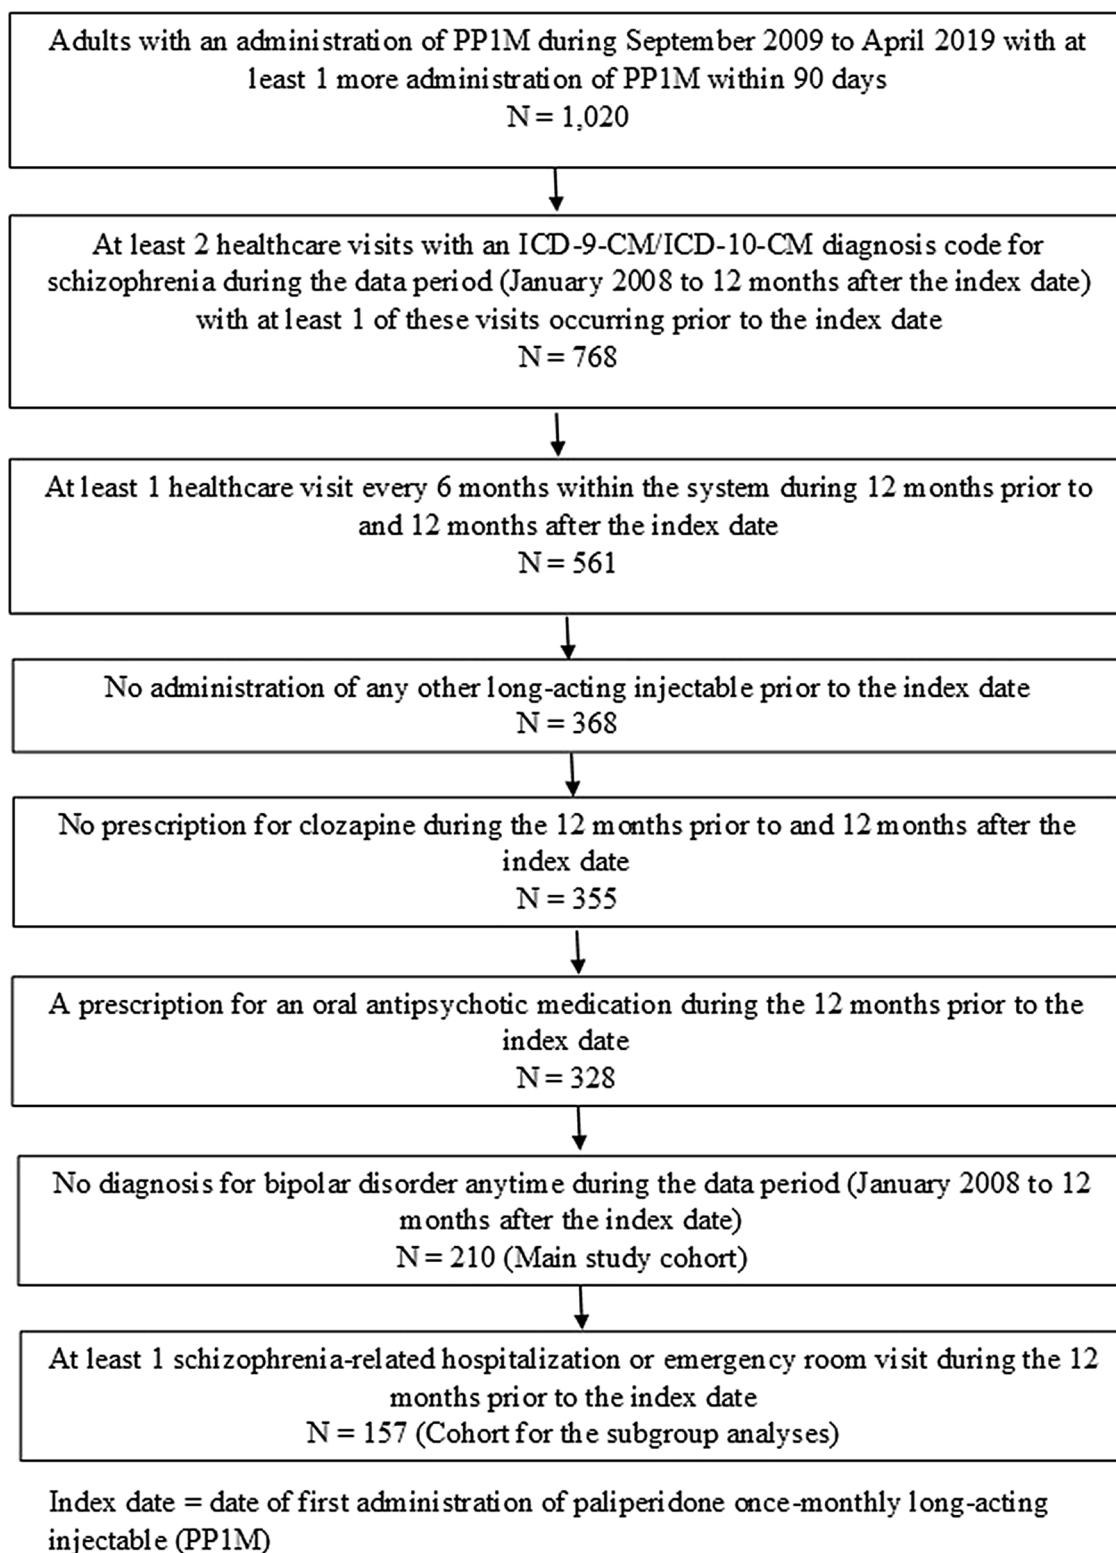 Adults with an administration of PP1M during September 2009 to April 2019 with at
least 1 more administration of PP1M within 90 days
N = 1,020
At least 2 healthcare visits with an ICD-9-CM/ICD-10-CM diagnosis code for
schizophrenia during the data period (January 2008 to 12 months after the index date)
with at least 1 of these visits occurring prior to the index date
N = 768
At least 1 healthcare visit every 6 months within the system during 12 months prior to
and 12 months after the index date
N = 561
No administration of any other long-acting injectable prior to the index date
N = 368
No prescription for clozapine during the 12 months prior to and 12 months after the
index date
N = 355
A prescription for an oral antipsychotic medication during the 12 months prior to the
index date
N = 328
No diagnosis for bipolar disorder anytime during the data period (January 2008 to 12
months after the index date)
N = 210 (Main study cohort)
At least 1 schizophrenia-related hospitalization or emergency room visit during the 12
months prior to the index date
N = 157 (Cohort for the subgroup analyses)
Index date = date of first administration of paliperidone once-monthly long-acting
injectable (PP1M)